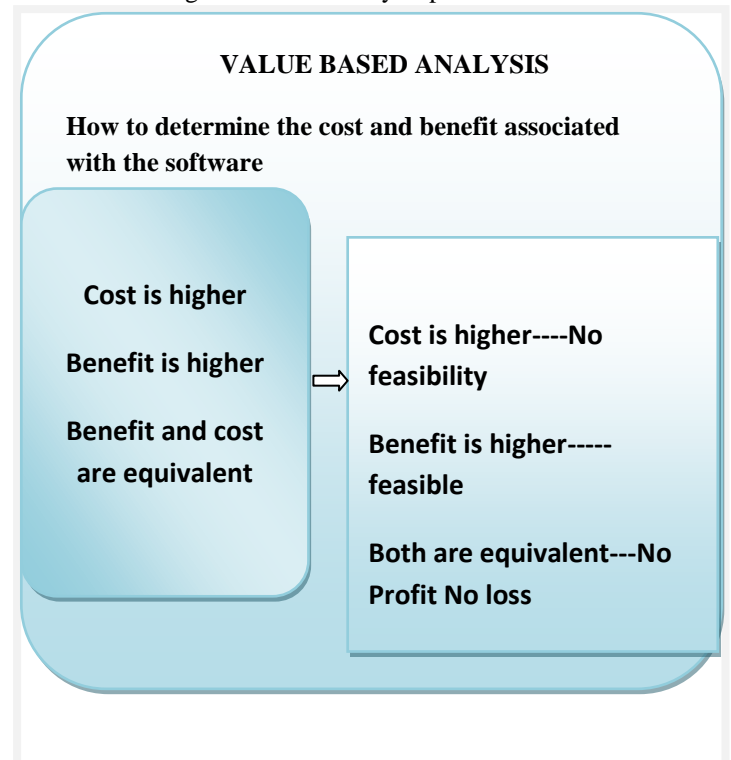 VALUE BASED ANALYSIS
How to determine the cost and benefit associated
with the software
Cost is higher
Benefit is higher
Benefit and cost
are equivalent
Cost is higher----No
feasibility
Benefit is higher-----
feasible
Both are equivalent---No
Profit No loss